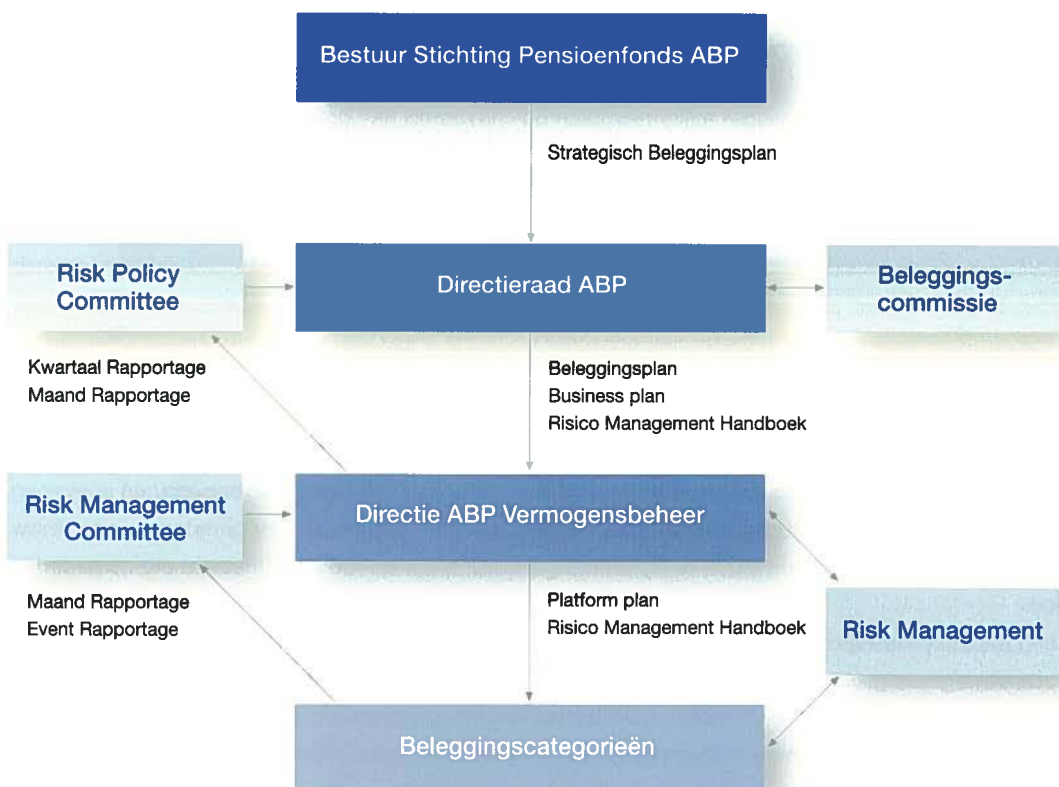 Bestuur Stichting Pensioenfonds ABP
Strategisch Beleggingsplan
Risk Policy
Committee
Directieraad ABP
Beleggings-
commissie
Kwartaal Rapportage
Maand Rapportage
Beleggingsplan
Business plan
Risico Management Handboek
Risk Management
Committee
Directie ABP Vermogensbeheer
Maand Rapportage
Event Rapportage
Platform plan
Risico Management Handboek
Risk Management
Beleggingscategorieën